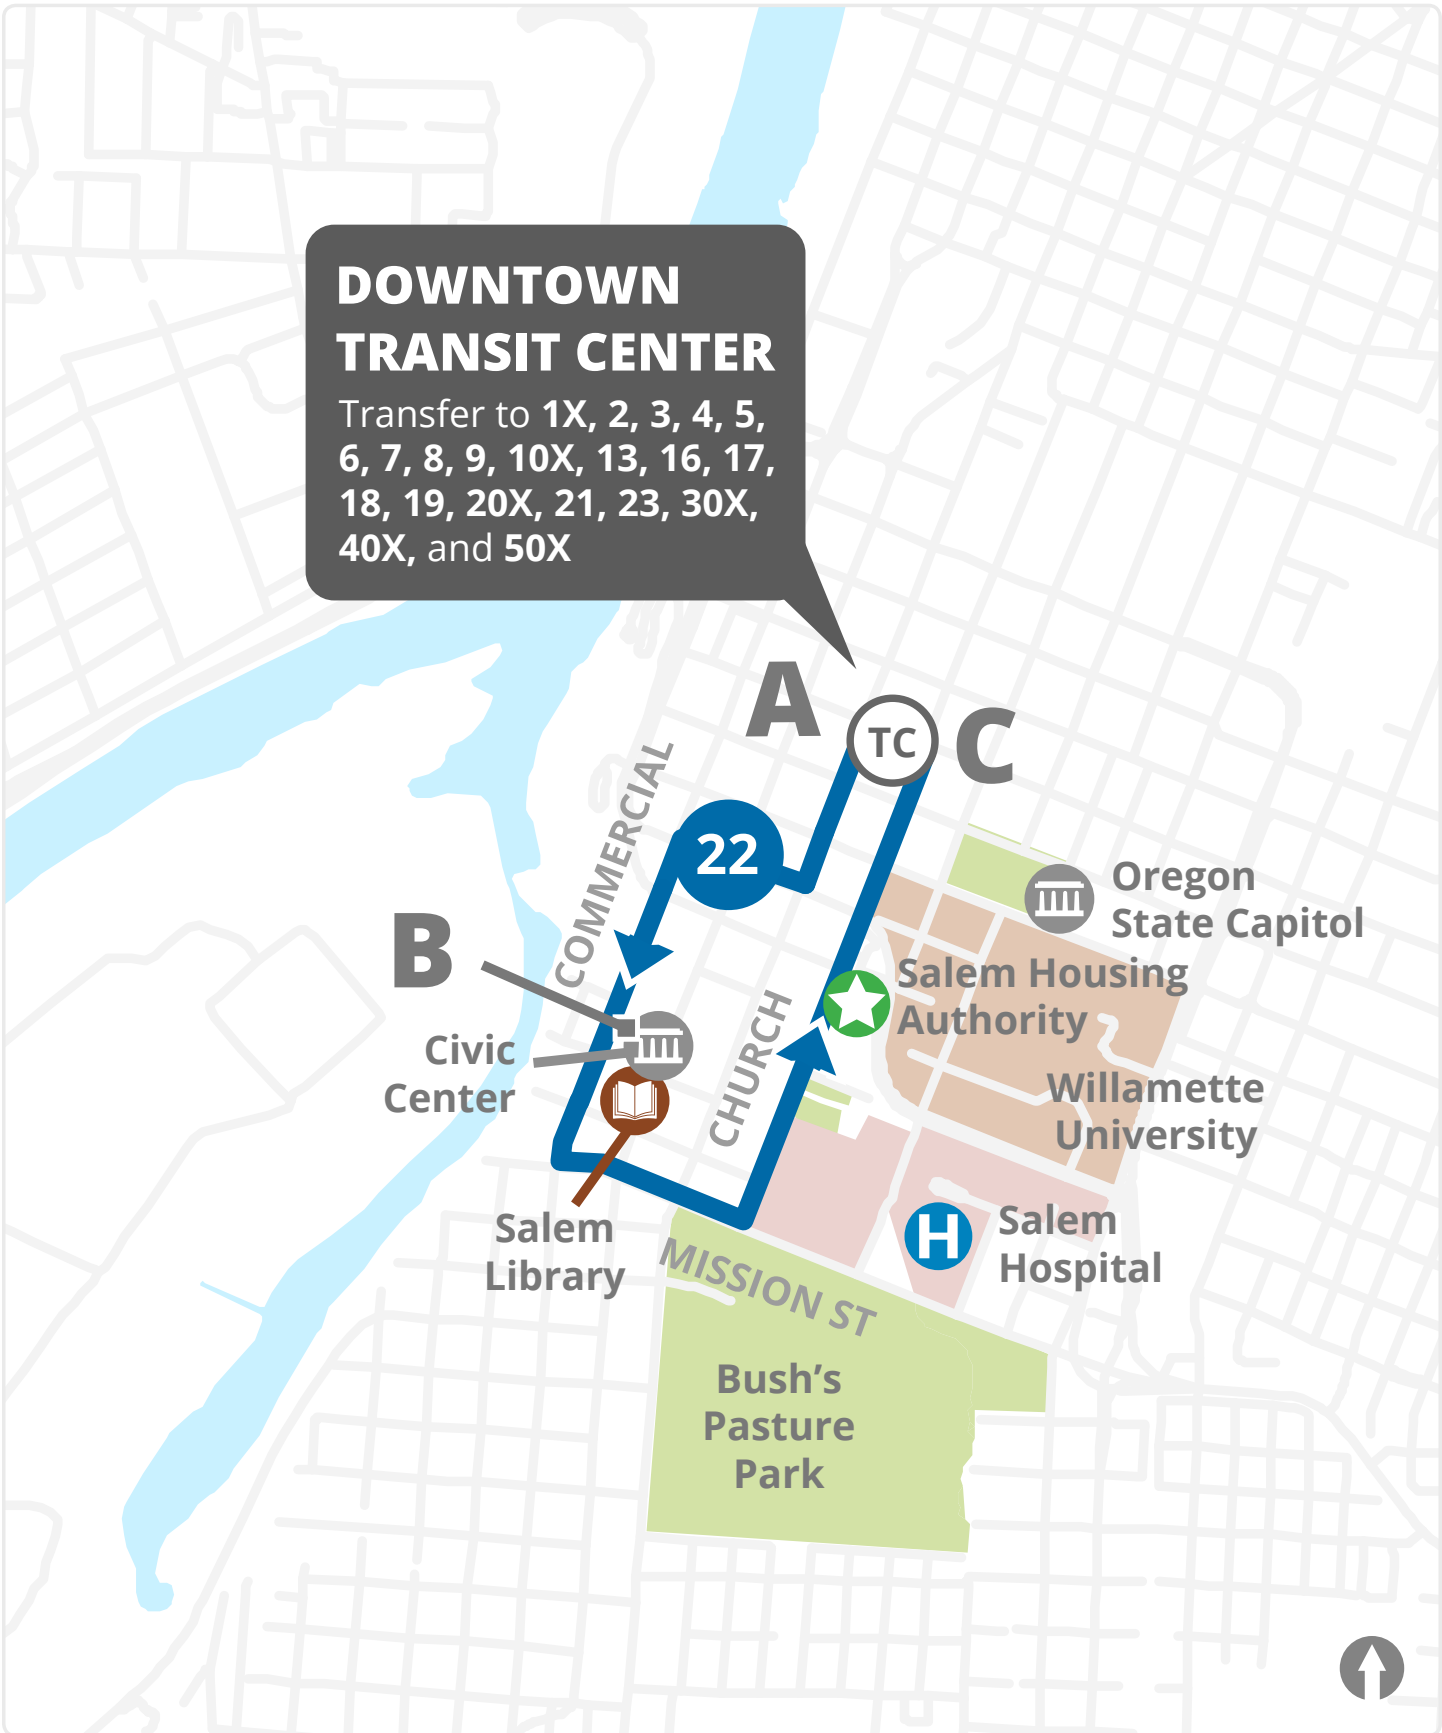 DOWNTOWN
TRANSIT CENTER
Transfer to 1X, 2, 3, 4, 5,
6, 7, 8, 9, 10X, 13, 16, 17,
18, 19, 20X, 21, 23, 30X,
40X, and 50X
A
TC
C
COMMERCIAL
22
Oregon
State Capitol
B
Salem Housing
Authority
CHURCH
Civic
Center
Willamette
University
H
Salem
Hospital
Salem
Library
MISSION ST
Bush’s
Pasture
Park